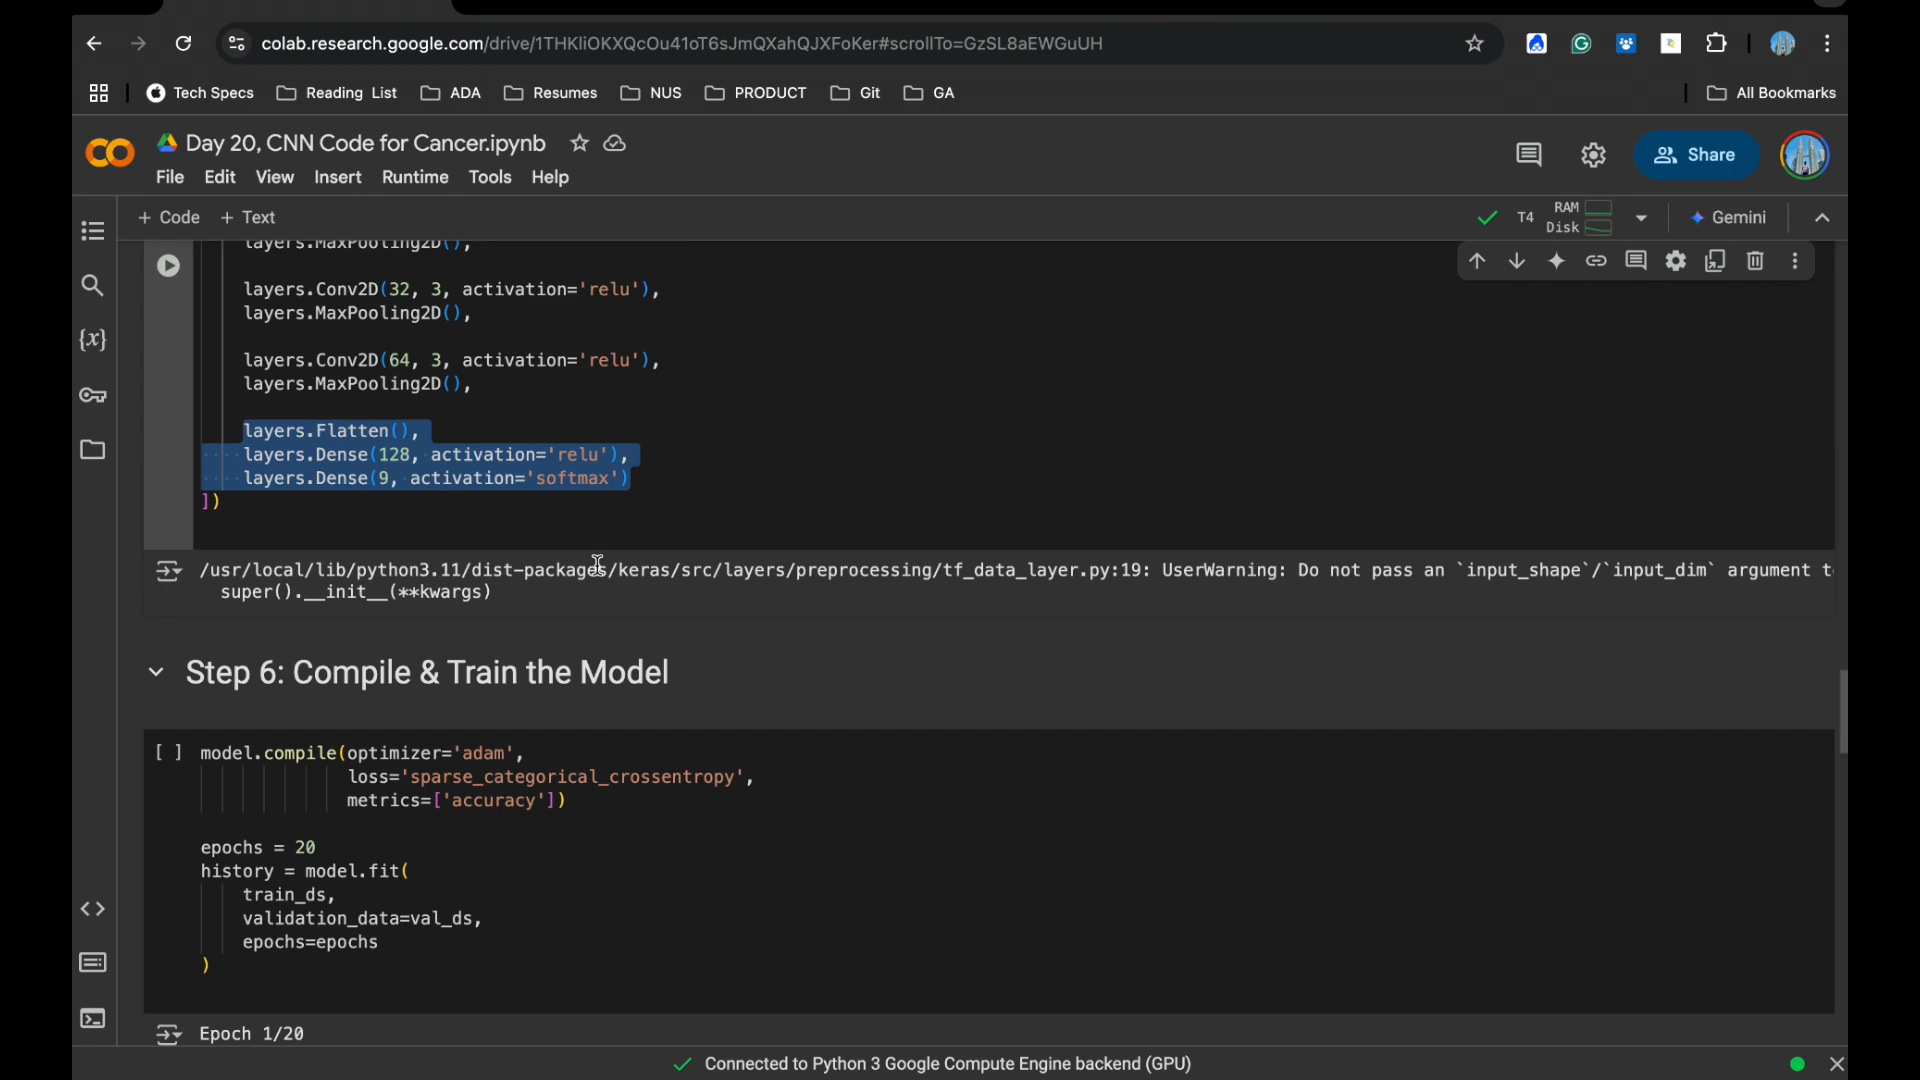 colab.research.google.com/drive/1THKliOKXQcOu41oT6sJmQXahQJXFoKer#scrollTo=GzSL8aEWGuUH
Tech Specs Reading List ADA Resumes NUS PRODUCT Git GA All Bookmarks
Day 20, CNN Code for Cancer.ipynb
File Edit View Insert Runtime Tools Help
Share
+ Code + Text
T4 RAM Disk Gemini
layers.MaxPooling2D(),
layers.Conv2D(32, 3, activation='relu'),
layers.MaxPooling2D(),
layers.Conv2D(64, 3, activation='relu'),
layers.MaxPooling2D(),
layers.Flatten(),
layers.Dense(128, activation='relu'),
layers.Dense(9, activation='softmax')
])
/usr/local/lib/python3.11/dist-packages/keras/src/layers/preprocessing/tf_data_layer.py:19: UserWarning: Do not pass an `input_shape`/`input_dim` argument t
super().__init__(**kwargs)
Step 6: Compile & Train the Model
[ ] model.compile(optimizer='adam',
loss='sparse_categorical_crossentropy',
metrics=['accuracy'])
epochs = 20
history = model.fit(
train_ds,
validation_data=val_ds,
epochs=epochs
)
Epoch 1/20
Connected to Python 3 Google Compute Engine backend (GPU)